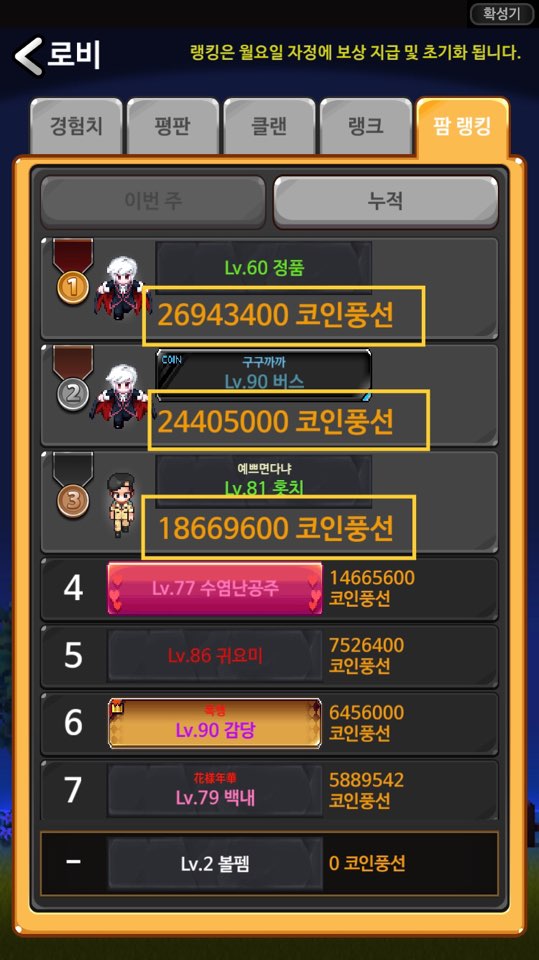 확성기
로비
랭킹은 월요일 자정에 보상 지급 및 초기화 됩니다.
경험치
평판
클랜
랭크
팜 랭킹
이번 주
누적
1
Lv.60 정품
26943400 코인풍선
2
COIN
구구까까
Lv.90 버스
24405000 코인풍선
3
예쁘면다냐
Lv.81 훗치
18669600 코인풍선
4
Lv.77 수염난공주
14665600
코인풍선
5
Lv.86 귀요미
7526400
코인풍선
6
Lv.90 감당
6456000
코인풍선
7
花樣年華
Lv.79 백내
5889542
코인풍선
–
Lv.2 볼펨
0 코인풍선